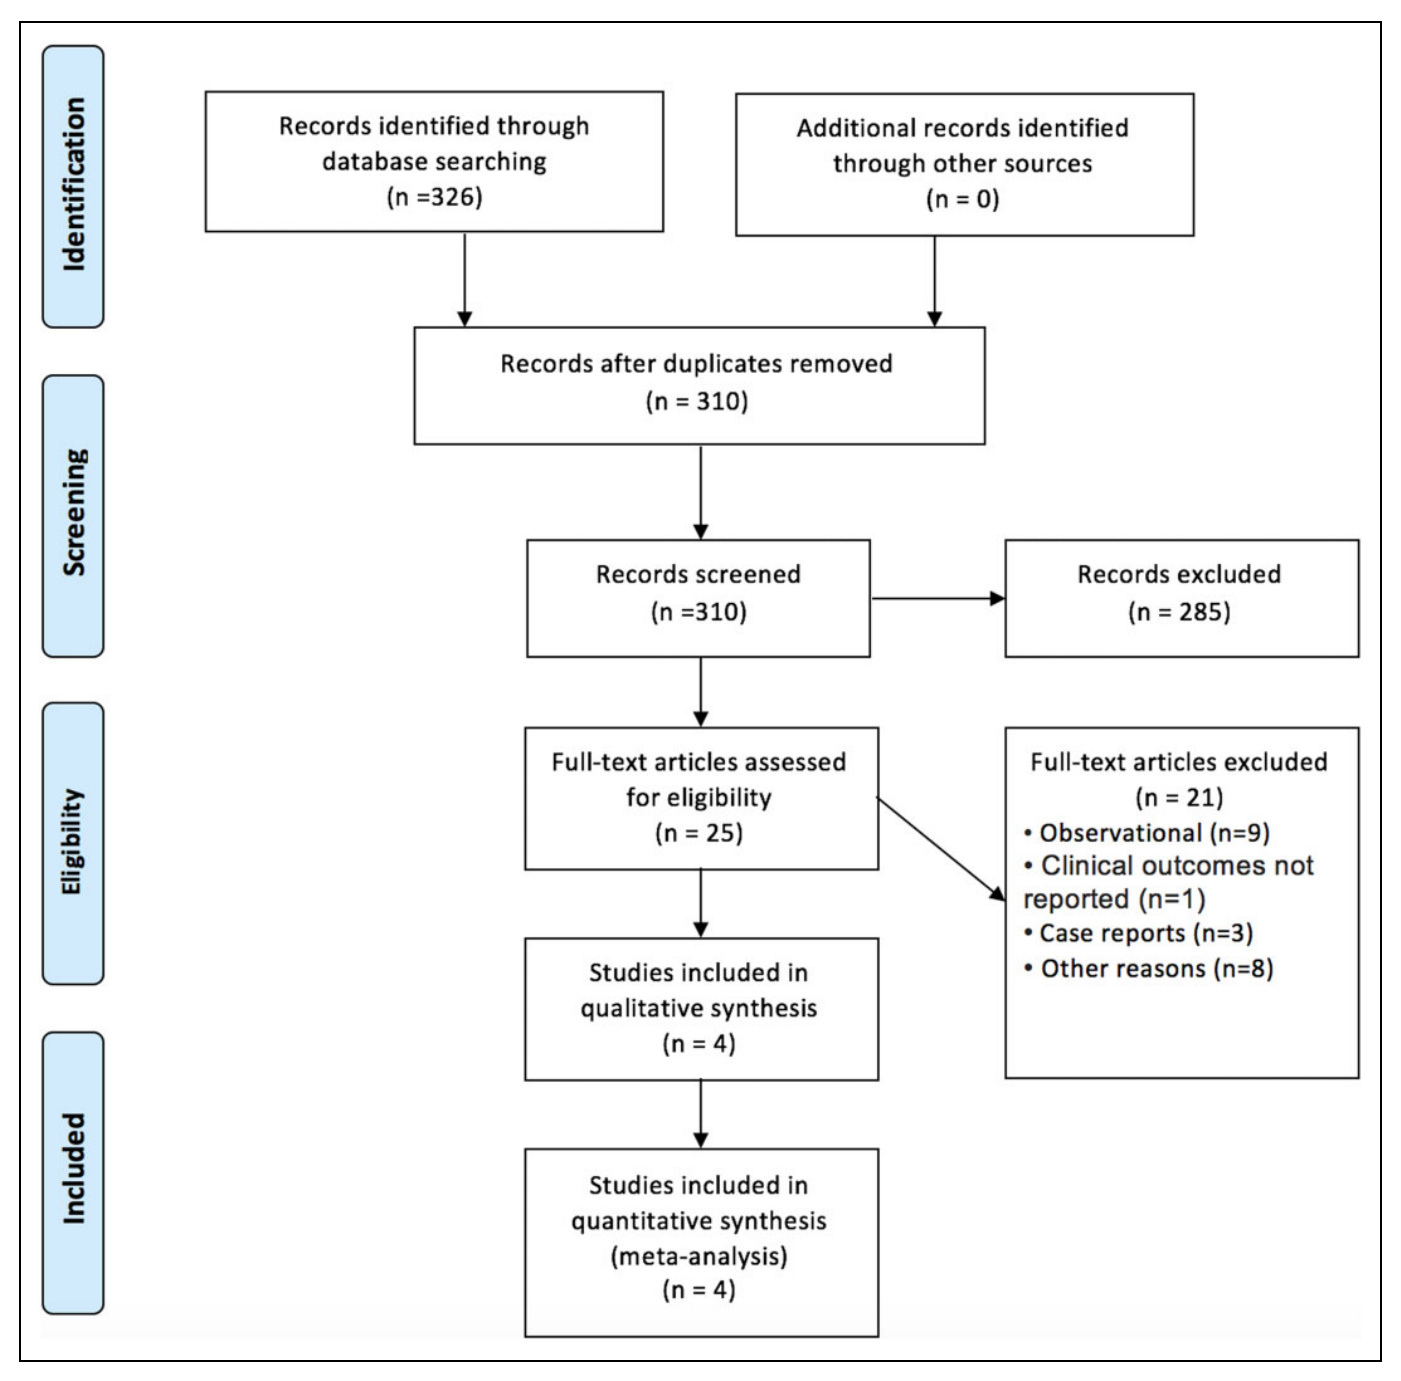 Identification
Records identified through
database searching
(n =326)
Additional records identified
through other sources
(n = 0)
Records after duplicates removed
(n = 310)
Screening
Records screened
(n =310)
Records excluded
(n = 285)
Eligibility
Full-text articles assessed
for eligibility
(n = 25)
Full-text articles excluded
(n = 21)
• Observational (n=9)
• Clinical outcomes not
reported (n=1)
• Case reports (n=3)
• Other reasons (n=8)
Studies included in
qualitative synthesis
(n = 4)
Included
Studies included in
quantitative synthesis
(meta-analysis)
(n = 4)